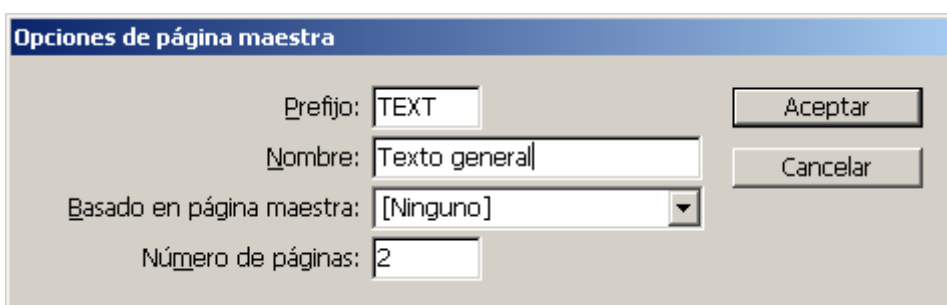 Opciones de página maestra
Prefijo: TEXT
Aceptar
Nombre: Texto general
Cancelar
Basado en página maestra: [Ninguno]
Número de páginas: 2